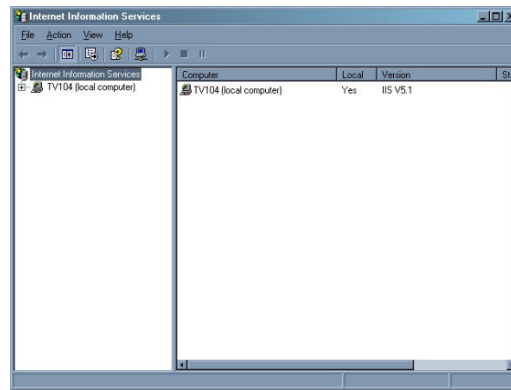 Internet Information Services
File Action View Help
Internet Information Services
TV104 (local computer)
Computer Local Version St
TV104 (local computer) Yes IIS V5.1